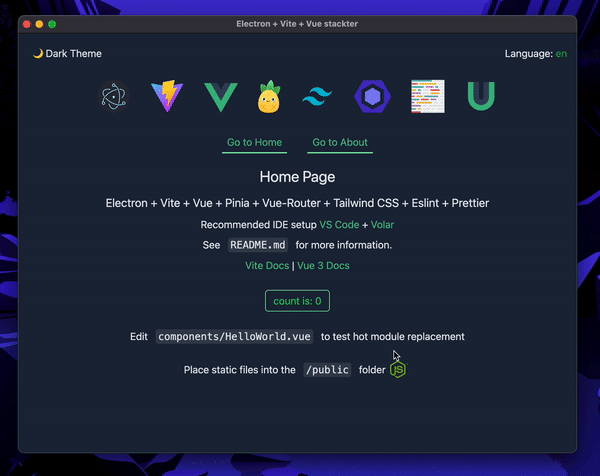 Electron + Vite + Vue stackter
🌙 Dark Theme
Language: en
Go to Home
Go to About
Home Page
Electron + Vite + Vue + Pinia + Vue-Router + Tailwind CSS + Eslint + Prettier
Recommended IDE setup VS Code + Volar
See README.md for more information.
Vite Docs | Vue 3 Docs
count is: 0
Edit components/HelloWorld.vue to test hot module replacement
Place static files into the /public folder JS